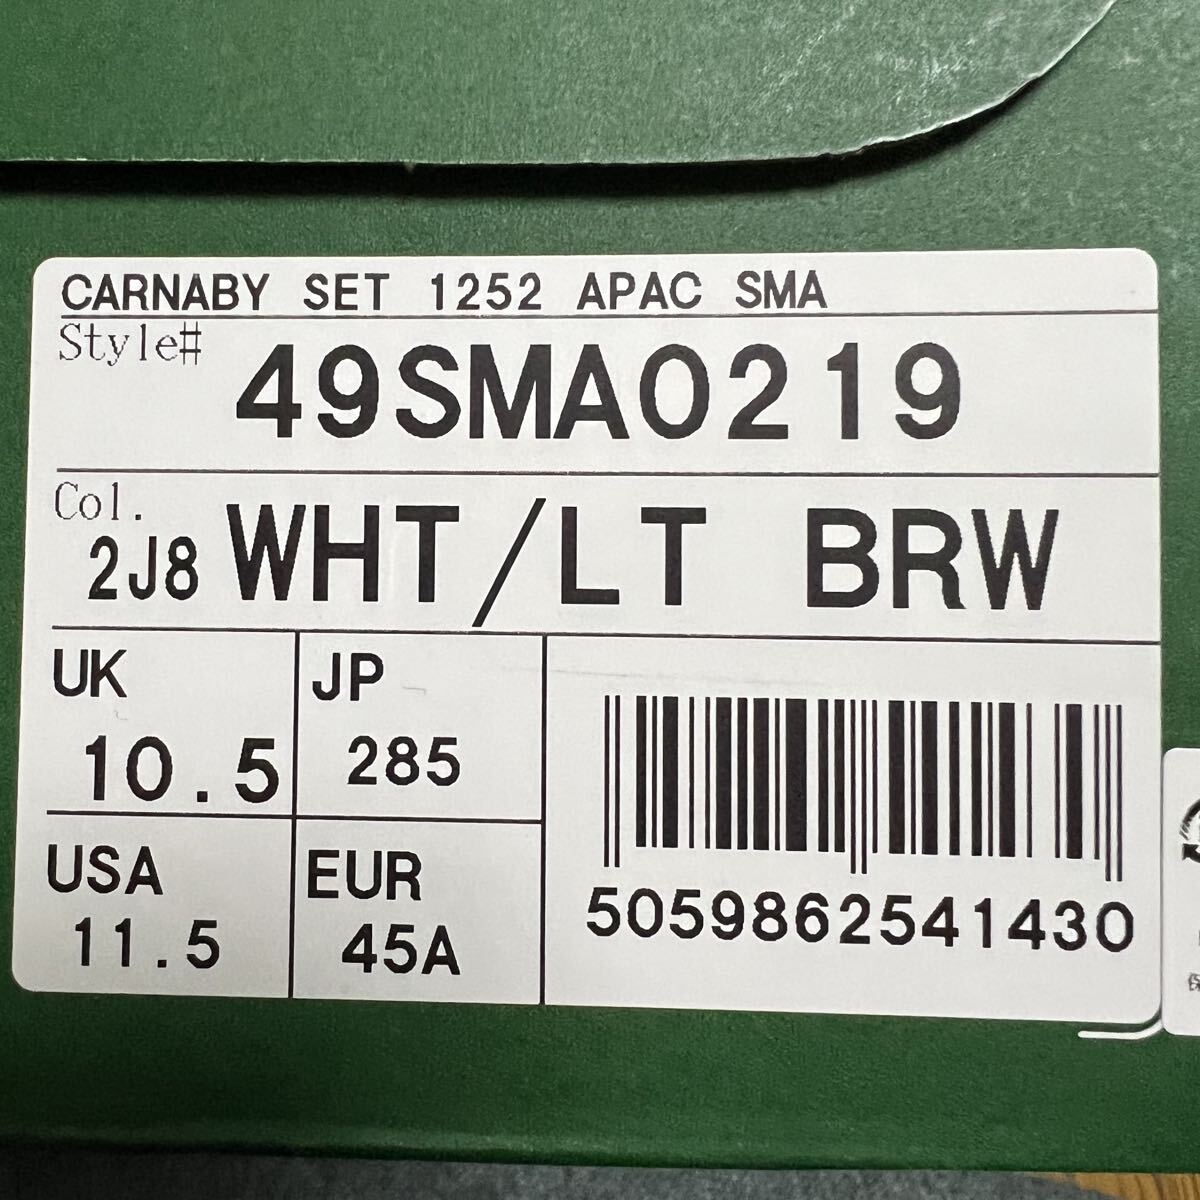 CARNABY SET 1252 APAC SMA
Style#
49SMA0219
Col.
2J8 WHT/LT BRW
UK
10.5
JP
285
USA
11.5
EUR
45A
5059862541430